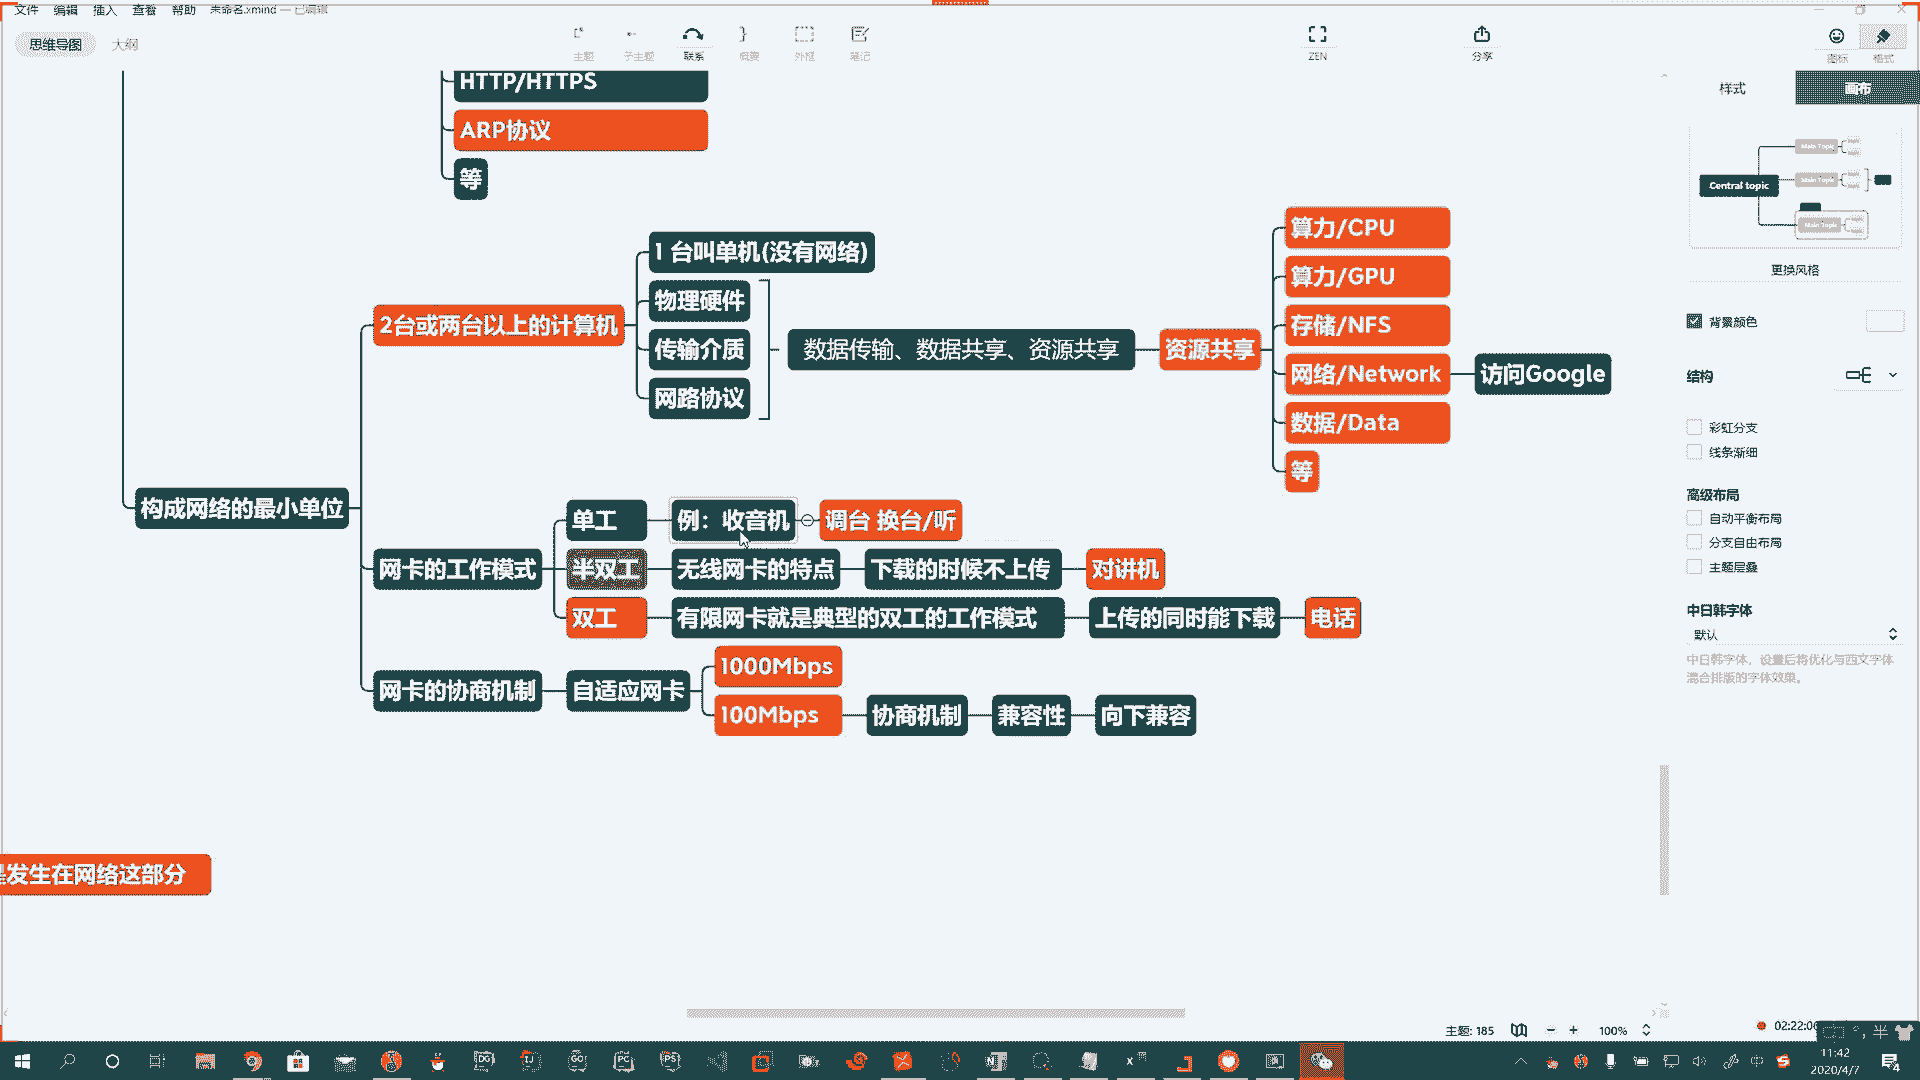 文件 编辑 插入 查看 帮助 未命名.xmind — 已编辑
思维导图 大纲
主题 子主题 联系 概要 外框 笔记 ZEN 分享 图标 格式
样式 画布
HTTP/HTTPS
ARP协议
等
1 台叫单机(没有网络)
物理硬件
传输介质
网路协议
2台或两台以上的计算机
数据传输、数据共享、资源共享
资源共享
算力/CPU
算力/GPU
存储/NFS
网络/Network
访问Google
数据/Data
等
构成网络的最小单位
网卡的工作模式
单工
例：收音机
调台 换台/听
半双工
无线网卡的特点
下载的时候不上传
对讲机
双工
有限网卡就是典型的双工的工作模式
上传的同时能下载
电话
网卡的协商机制
自适应网卡
1000Mbps
100Mbps
协商机制
兼容性
向下兼容
发生在网络这部分
Central topic
Main Topic
Main Topic
Main Topic
更换风格
背景颜色
结构
彩虹分支
线条渐细
高级布局
自动平衡布局
分支自由布局
主题层叠
中日韩字体
默认
中日韩字体，设置后将优化与西文字体
混合排版的字体效果。
主题: 185
100%
02:22:0
半
中
11:42
2020/4/7